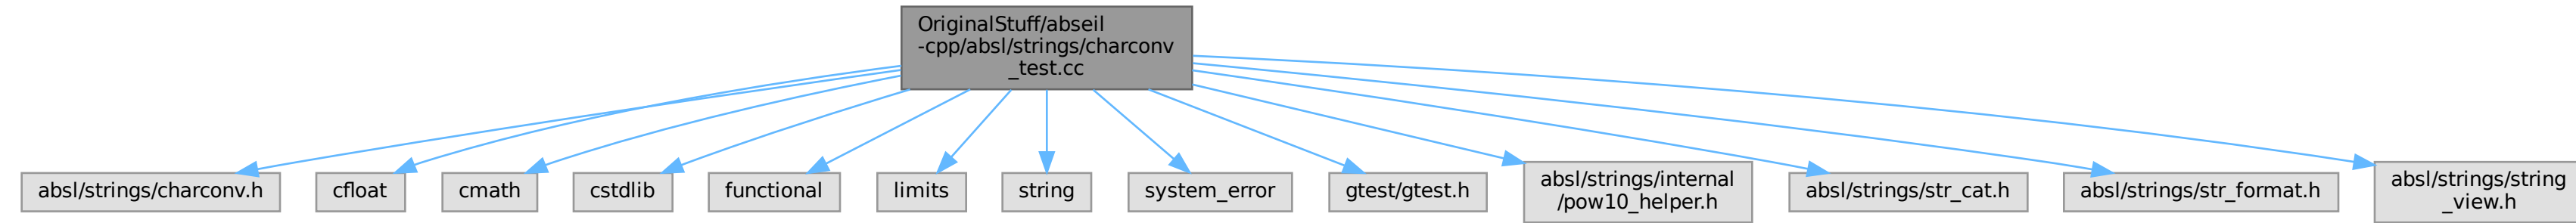 OriginalStuff/abseil
-cpp/absl/strings/charconv
_test.cc
absl/strings/charconv.h
cfloat
cmath
cstdlib
functional
limits
string
system_error
gtest/gtest.h
absl/strings/internal
/pow10_helper.h
absl/strings/str_cat.h
absl/strings/str_format.h
absl/strings/string
_view.h